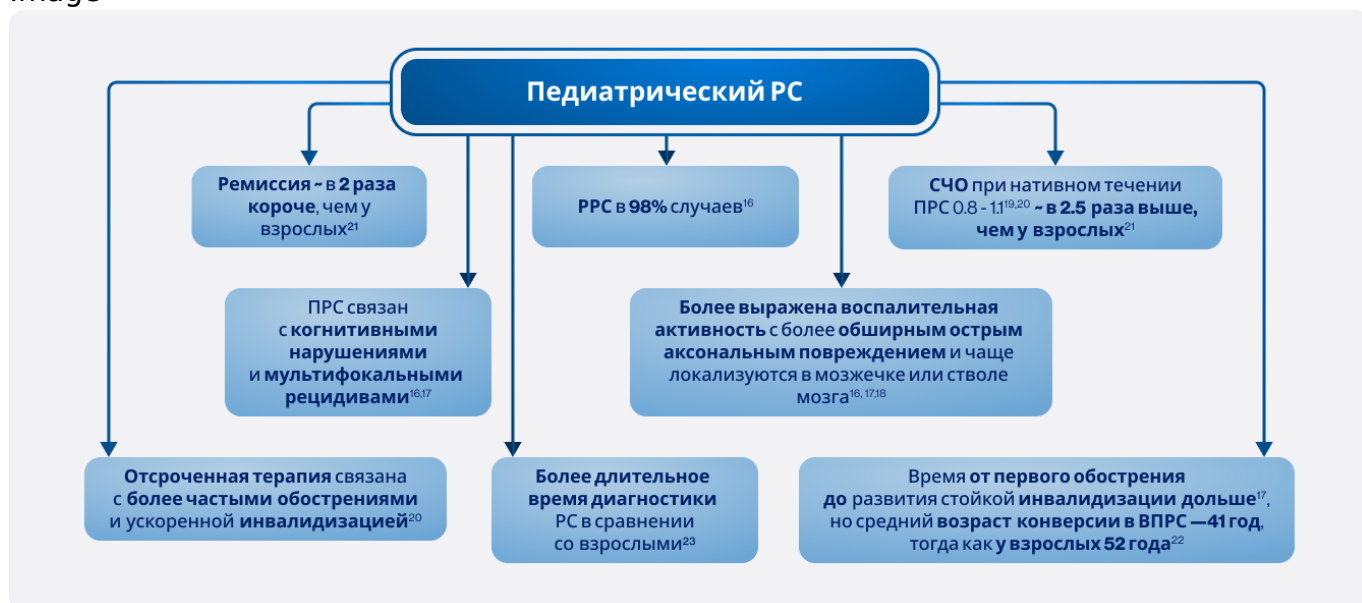 Педиатрический РС
Ремиссия ~ в 2 раза
короче, чем у
взрослых²¹
РРС в 98% случаев¹⁶
СЧО при нативном течении
ПРС 0.8 - 1.1¹⁹,²⁰ ~ в 2.5 раза выше,
чем у взрослых²¹
ПРС связан
с когнитивными
нарушениями
и мультифокальными
рецидивами¹⁶,¹⁷
Более выражена воспалительная
активность с более обширным острым
аксональным повреждением и чаще
локализуются в мозжечке или стволе
мозга¹⁶, ¹⁷,¹⁸
Отсроченная терапия связана
с более частыми обострениями
и ускоренной инвалидизацией²⁰
Более длительное
время диагностики
РС в сравнении
со взрослыми²³
Время от первого обострения
до развития стойкой инвалидизации дольше¹⁷,
но средний возраст конверсии в ВПРС —41 год,
тогда как у взрослых 52 года²²